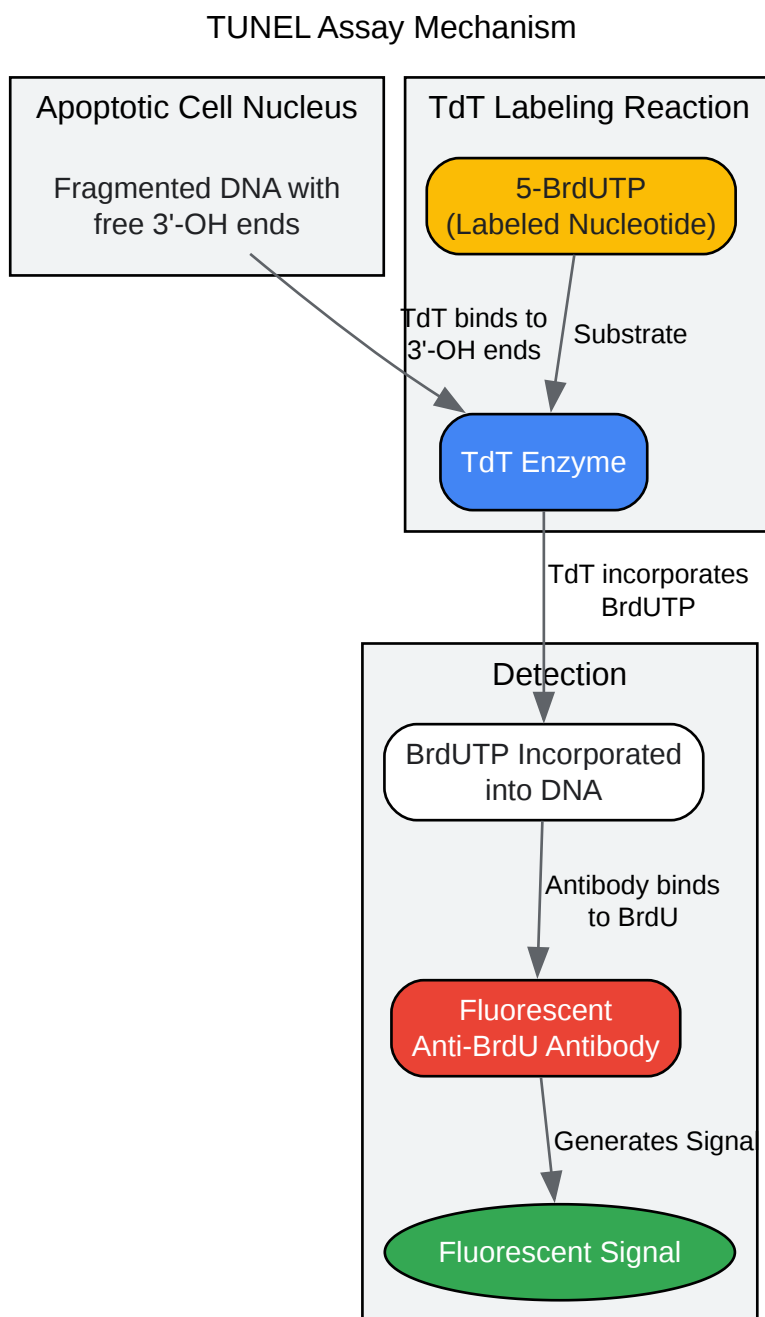 TUNEL Assay Mechanism
Apoptotic Cell Nucleus
Fragmented DNA with
free 3'-OH ends
TdT Labeling Reaction
5-BrdUTP
(Labeled Nucleotide)
TdT binds to
3'-OH ends
Substrate
TdT Enzyme
TdT incorporates
BrdUTP
Detection
BrdUTP Incorporated
into DNA
Antibody binds
to BrdU
Fluorescent
Anti-BrdU Antibody
Generates Signal
Fluorescent Signal